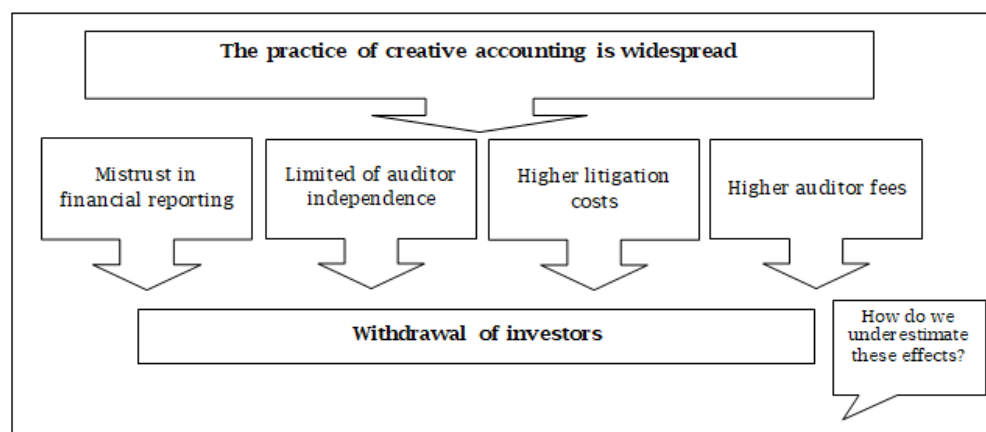 The practice of creative accounting is widespread
Mistrust in
financial reporting
Limited of auditor
independence
Higher litigation
costs
Higher auditor fees
Withdrawal of investors
How do we
underestimate
these effects?